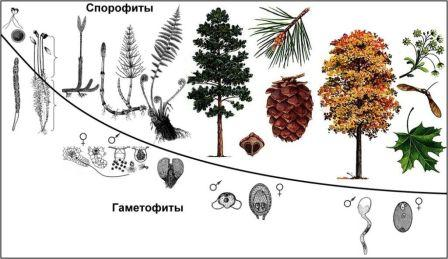 Спорофиты
♀ ♂
Гаметофиты
♂ ♀
♂ ♀